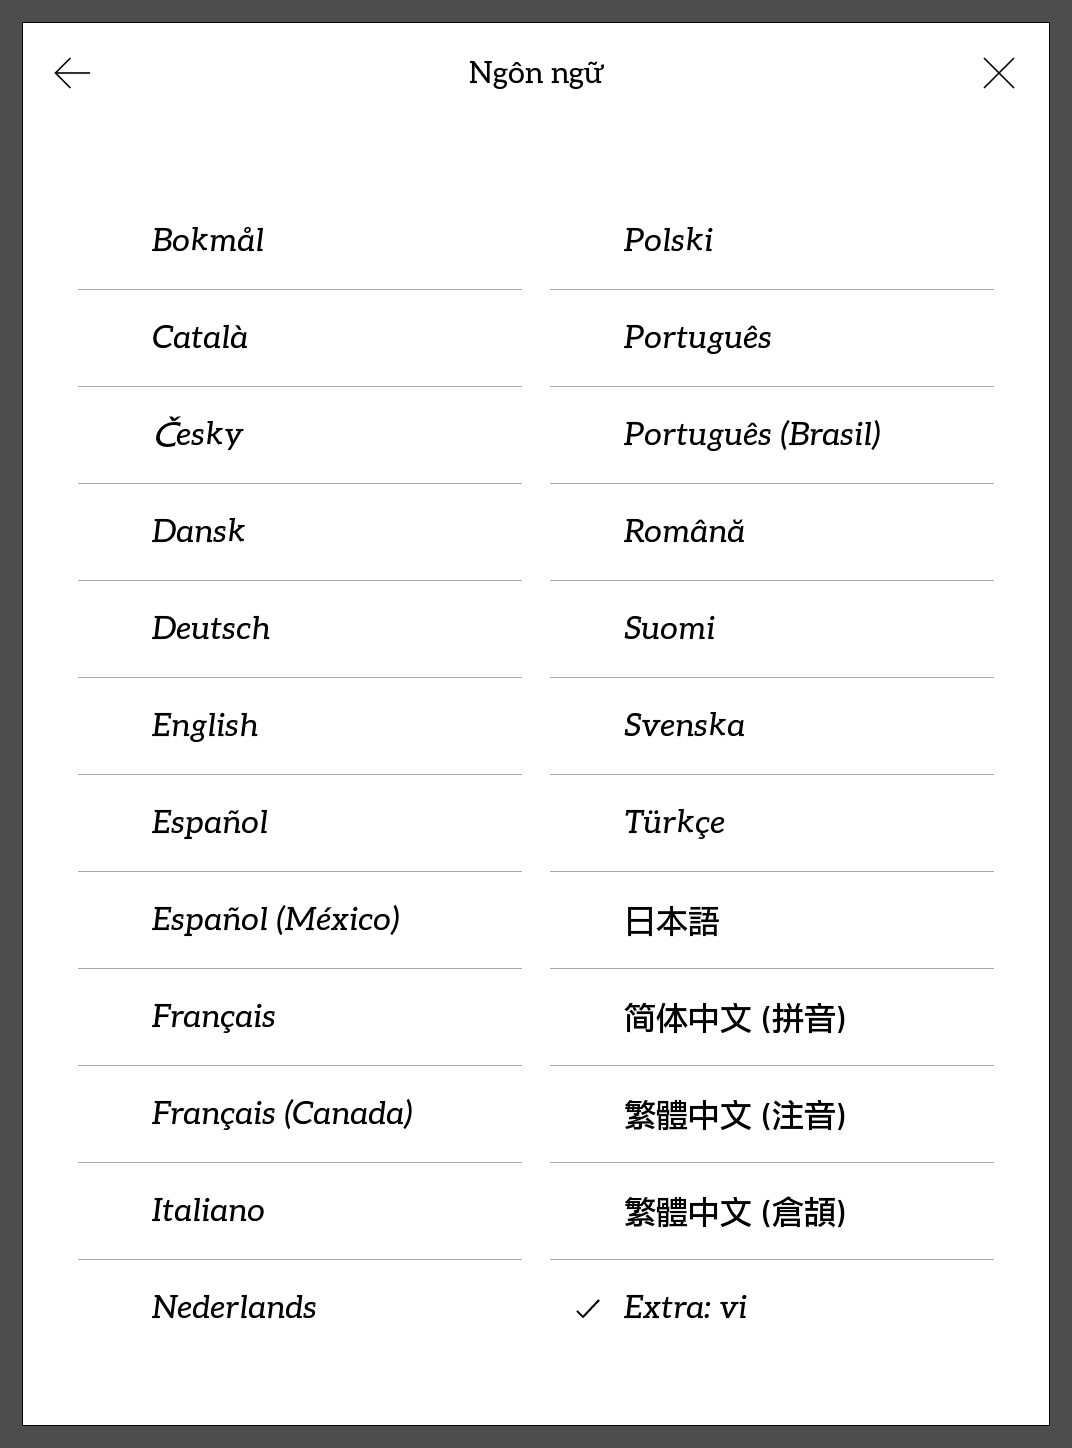 Ngôn ngữ
Bokmål
Català
Česky
Dansk
Deutsch
English
Español
Español (México)
Français
Français (Canada)
Italiano
Nederlands
Polski
Português
Português (Brasil)
Română
Suomi
Svenska
Türkçe
日本語
简体中文 (拼音)
繁體中文 (注音)
繁體中文 (倉頡)
Extra: vi